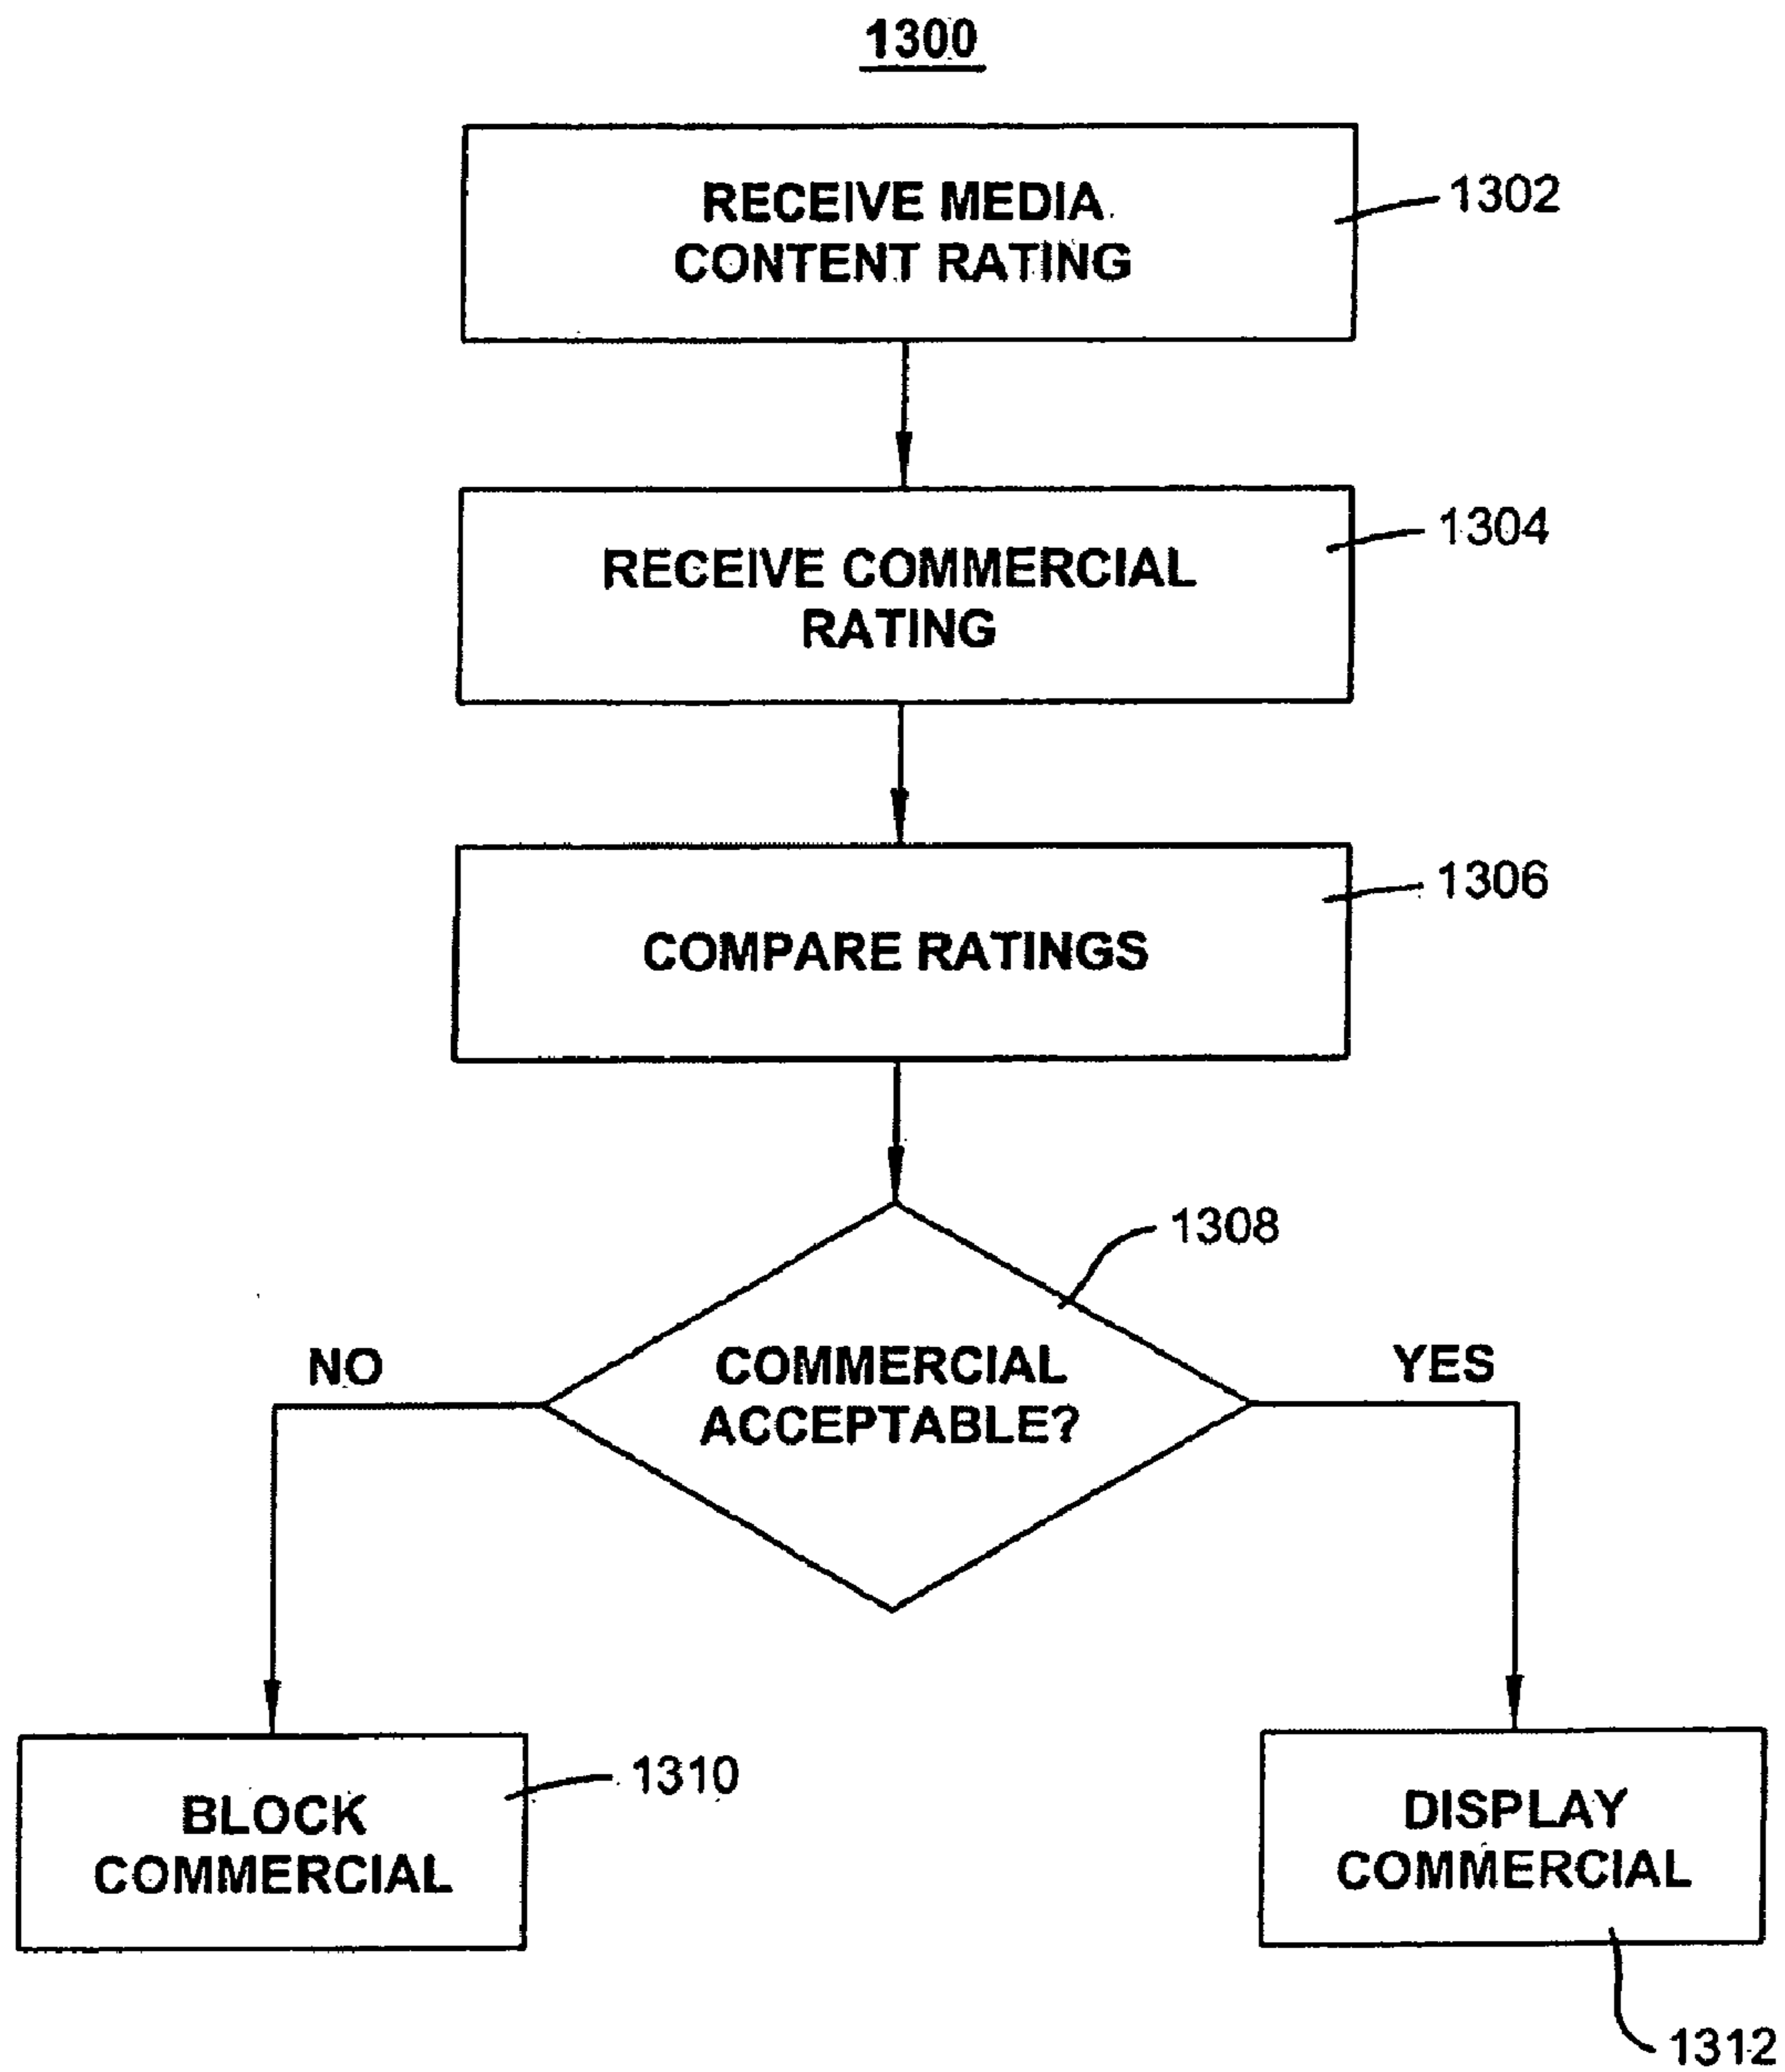 1300
RECEIVE MEDIA
CONTENT RATING
1302
RECEIVE COMMERCIAL
RATING
1304
COMPARE RATINGS
1306
1308
COMMERCIAL
ACCEPTABLE?
NO
YES
BLOCK
COMMERCIAL
1310
DISPLAY
COMMERCIAL
1312